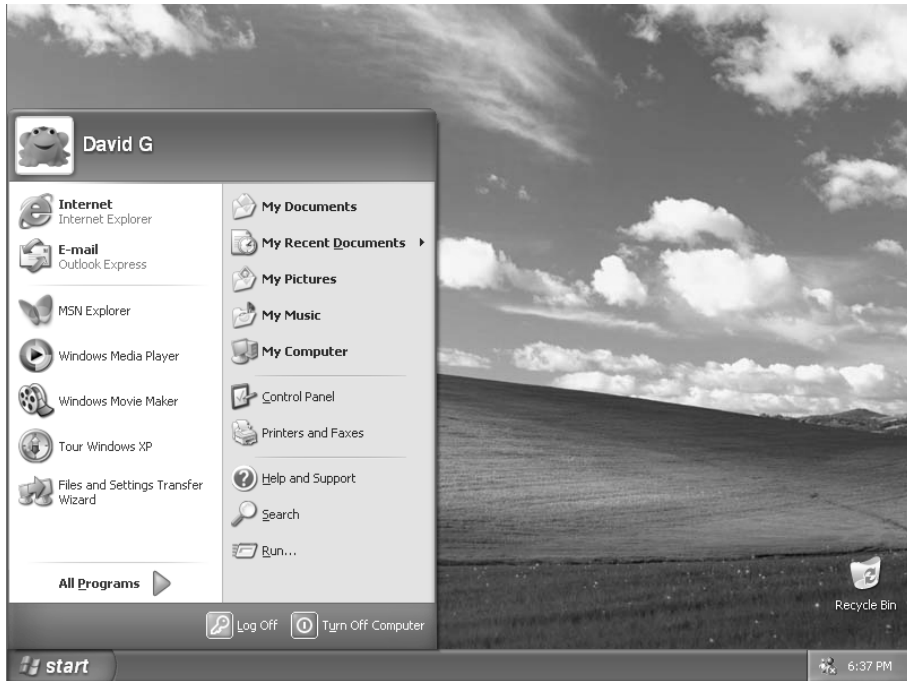 David G
Internet
Internet Explorer
E-mail
Outlook Express
MSN Explorer
Windows Media Player
Windows Movie Maker
Tour Windows XP
Files and Settings Transfer
Wizard
All Programs
My Documents
My Recent Documents
My Pictures
My Music
My Computer
Control Panel
Printers and Faxes
Help and Support
Search
Run...
Log Off
Turn Off Computer
Recycle Bin
start
6:37 PM